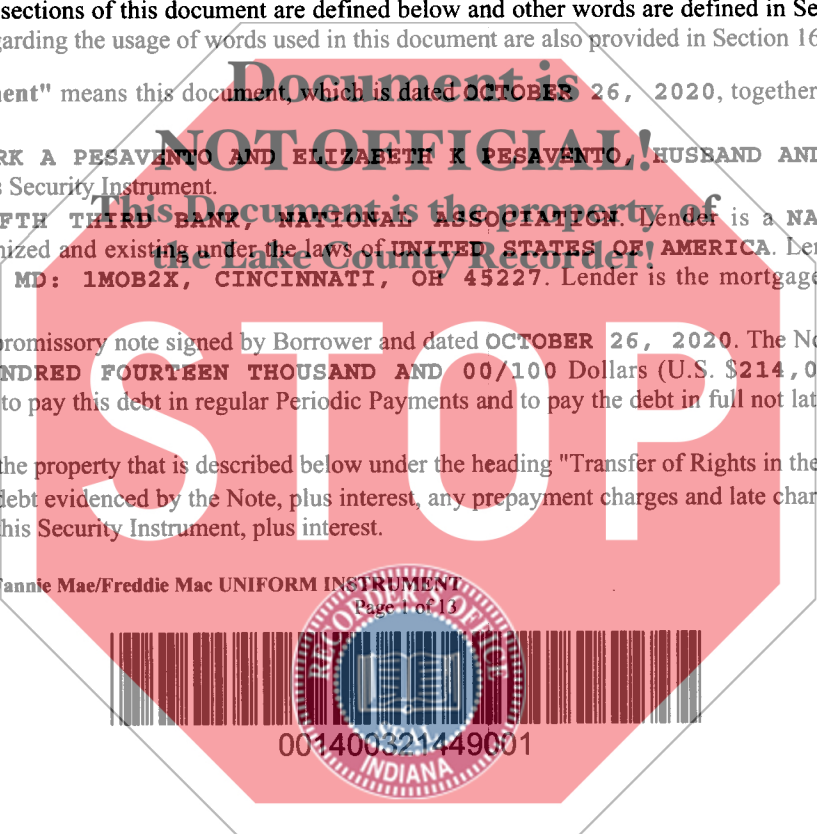 sections of this document are defined below and other words are defined in Se
garding the usage of words used in this document are also provided in Section 16
Document is
ent" means this document, which is dated OCTOBER 26, 2020, together
NOT OFFICIAL!
RK A PESAVENTO AND ELIZABETH K PESAVENTO, HUSBAND AN
s Security Instrument.
This Document is the property of
FTH THIRD BANK, NATIONAL ASSOCIATION. Lender is a NA
nized and existing under the laws of UNITED STATES OF AMERICA. Le
the Lake County Recorder!
MD: 1MOB2X, CINCINNATI, OH 45227. Lender is the mortgage
promissory note signed by Borrower and dated OCTOBER 26, 2020. The No
NDRED FOURTEEN THOUSAND AND 00/100 Dollars (U.S. $214,0
to pay this debt in regular Periodic Payments and to pay the debt in full not lat
STOP
the property that is described below under the heading "Transfer of Rights in the
debt evidenced by the Note, plus interest, any prepayment charges and late char
his Security Instrument, plus interest.
annie Mae/Freddie Mac UNIFORM INSTRUMENT
Page 1 of 13
RECORDER'S OFFICE
001400321449001
INDIANA